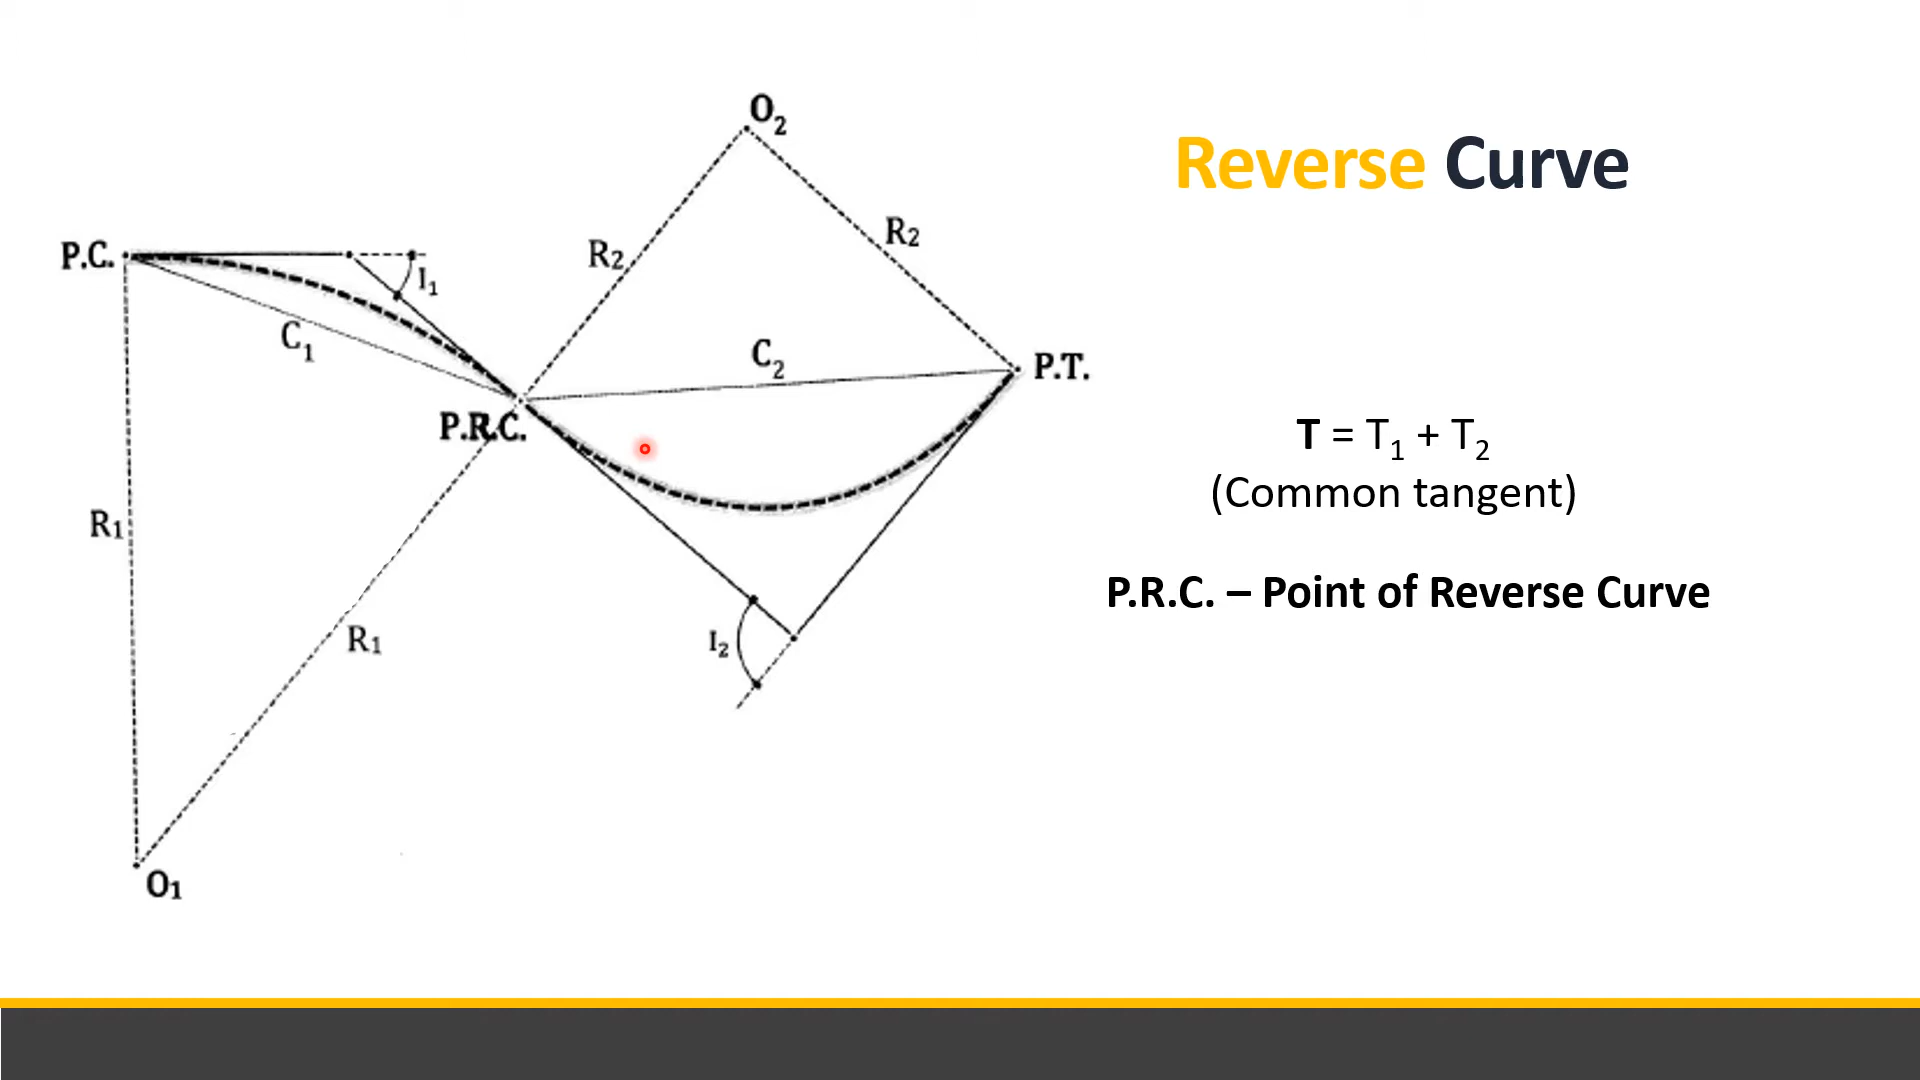 Reverse Curve
O₂
R₂
R₂
P.C.
I₁
C₁
C₂
P.T.
P.R.C.
R₁
I₂
R₁
O₁
T = T₁ + T₂
(Common tangent)
P.R.C. – Point of Reverse Curve